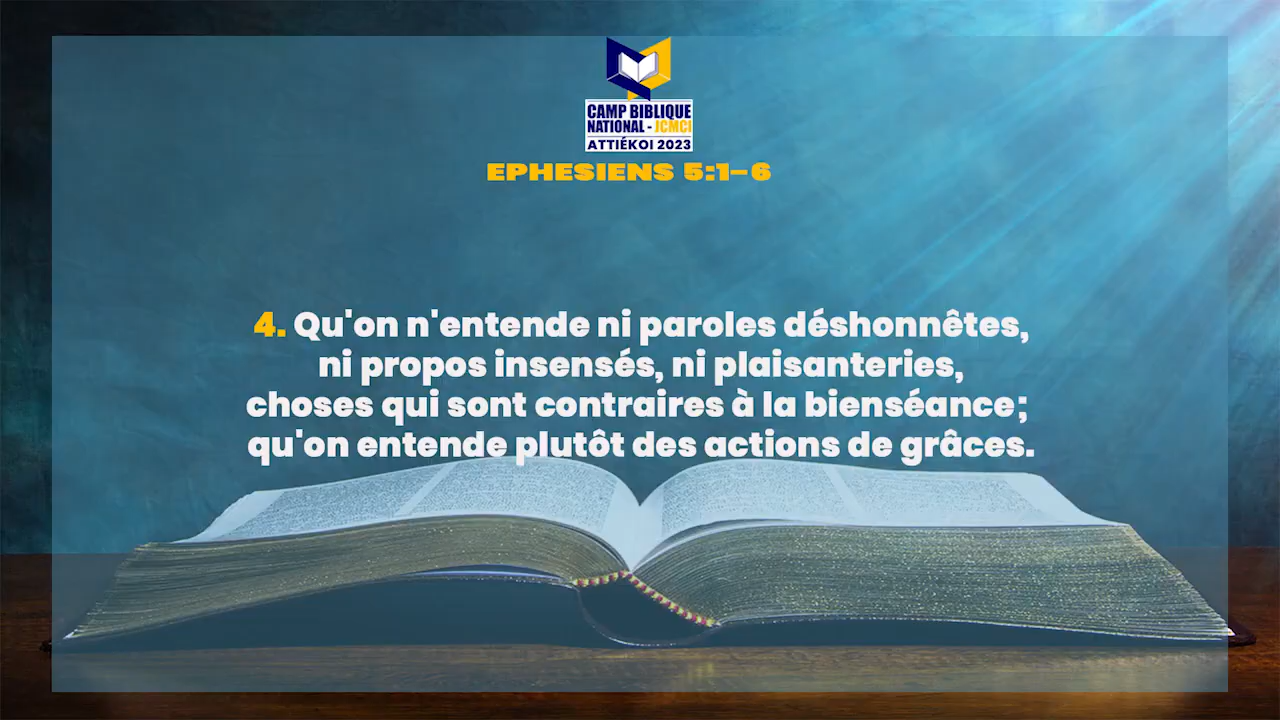 CAMP BIBLIQUE
NATIONAL - JCMCI
ATTIÉKOI 2023
EPHESIENS 5:1-6
4. Qu'on n'entende ni paroles déshonnêtes,
ni propos insensés, ni plaisanteries,
choses qui sont contraires à la bienséance;
qu'on entende plutôt des actions de grâces.